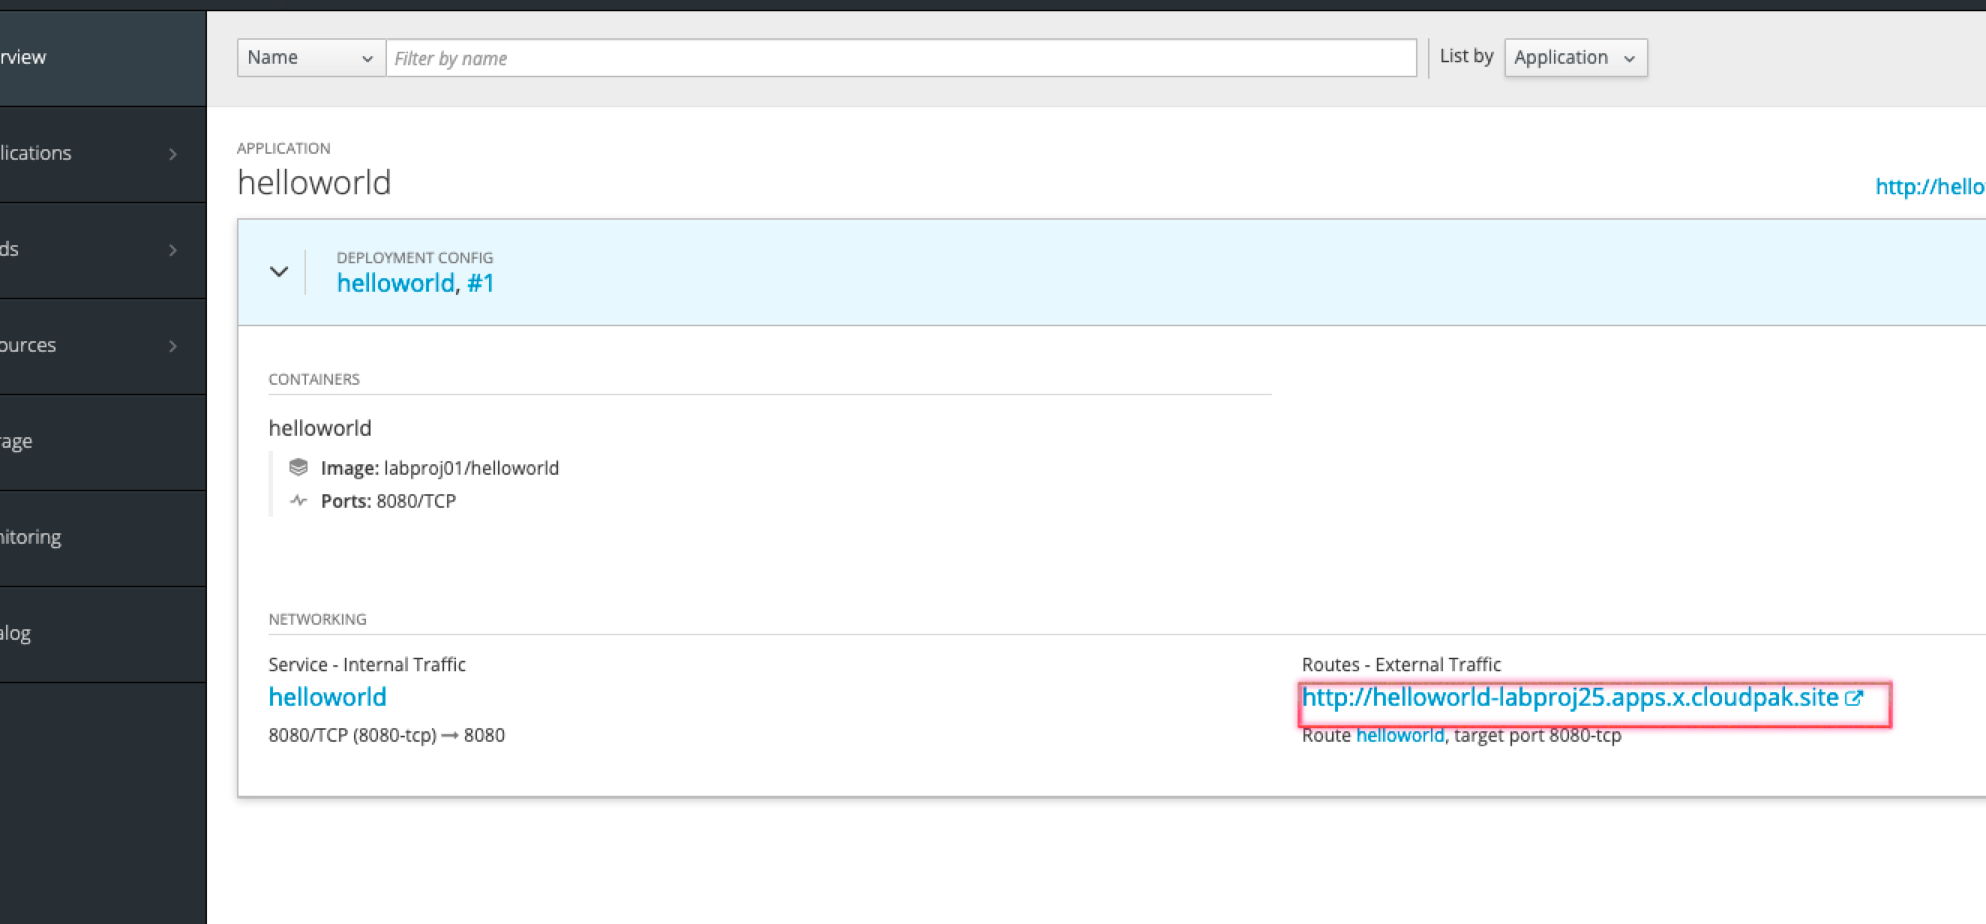 rview
Name
Filter by name
List by
Application
lications
ds
ources
rage
nitoring
alog
APPLICATION
helloworld
http://hello
DEPLOYMENT CONFIG
helloworld, #1
CONTAINERS
helloworld
Image: labproj01/helloworld
Ports: 8080/TCP
NETWORKING
Service - Internal Traffic
helloworld
8080/TCP (8080-tcp) → 8080
Routes - External Traffic
http://helloworld-labproj25.apps.x.cloudpak.site
Route helloworld, target port 8080-tcp